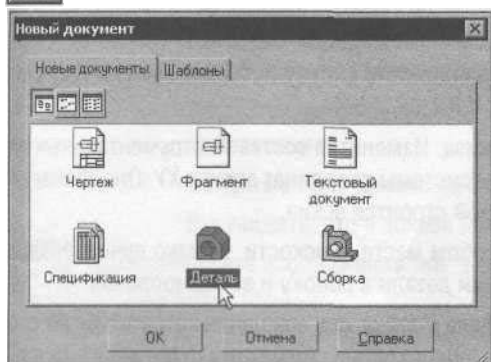 Новый документ
Новые документы Шаблоны
Чертеж Фрагмент Текстовый документ
Спецификация Деталь Сборка
OK Отмена Справка